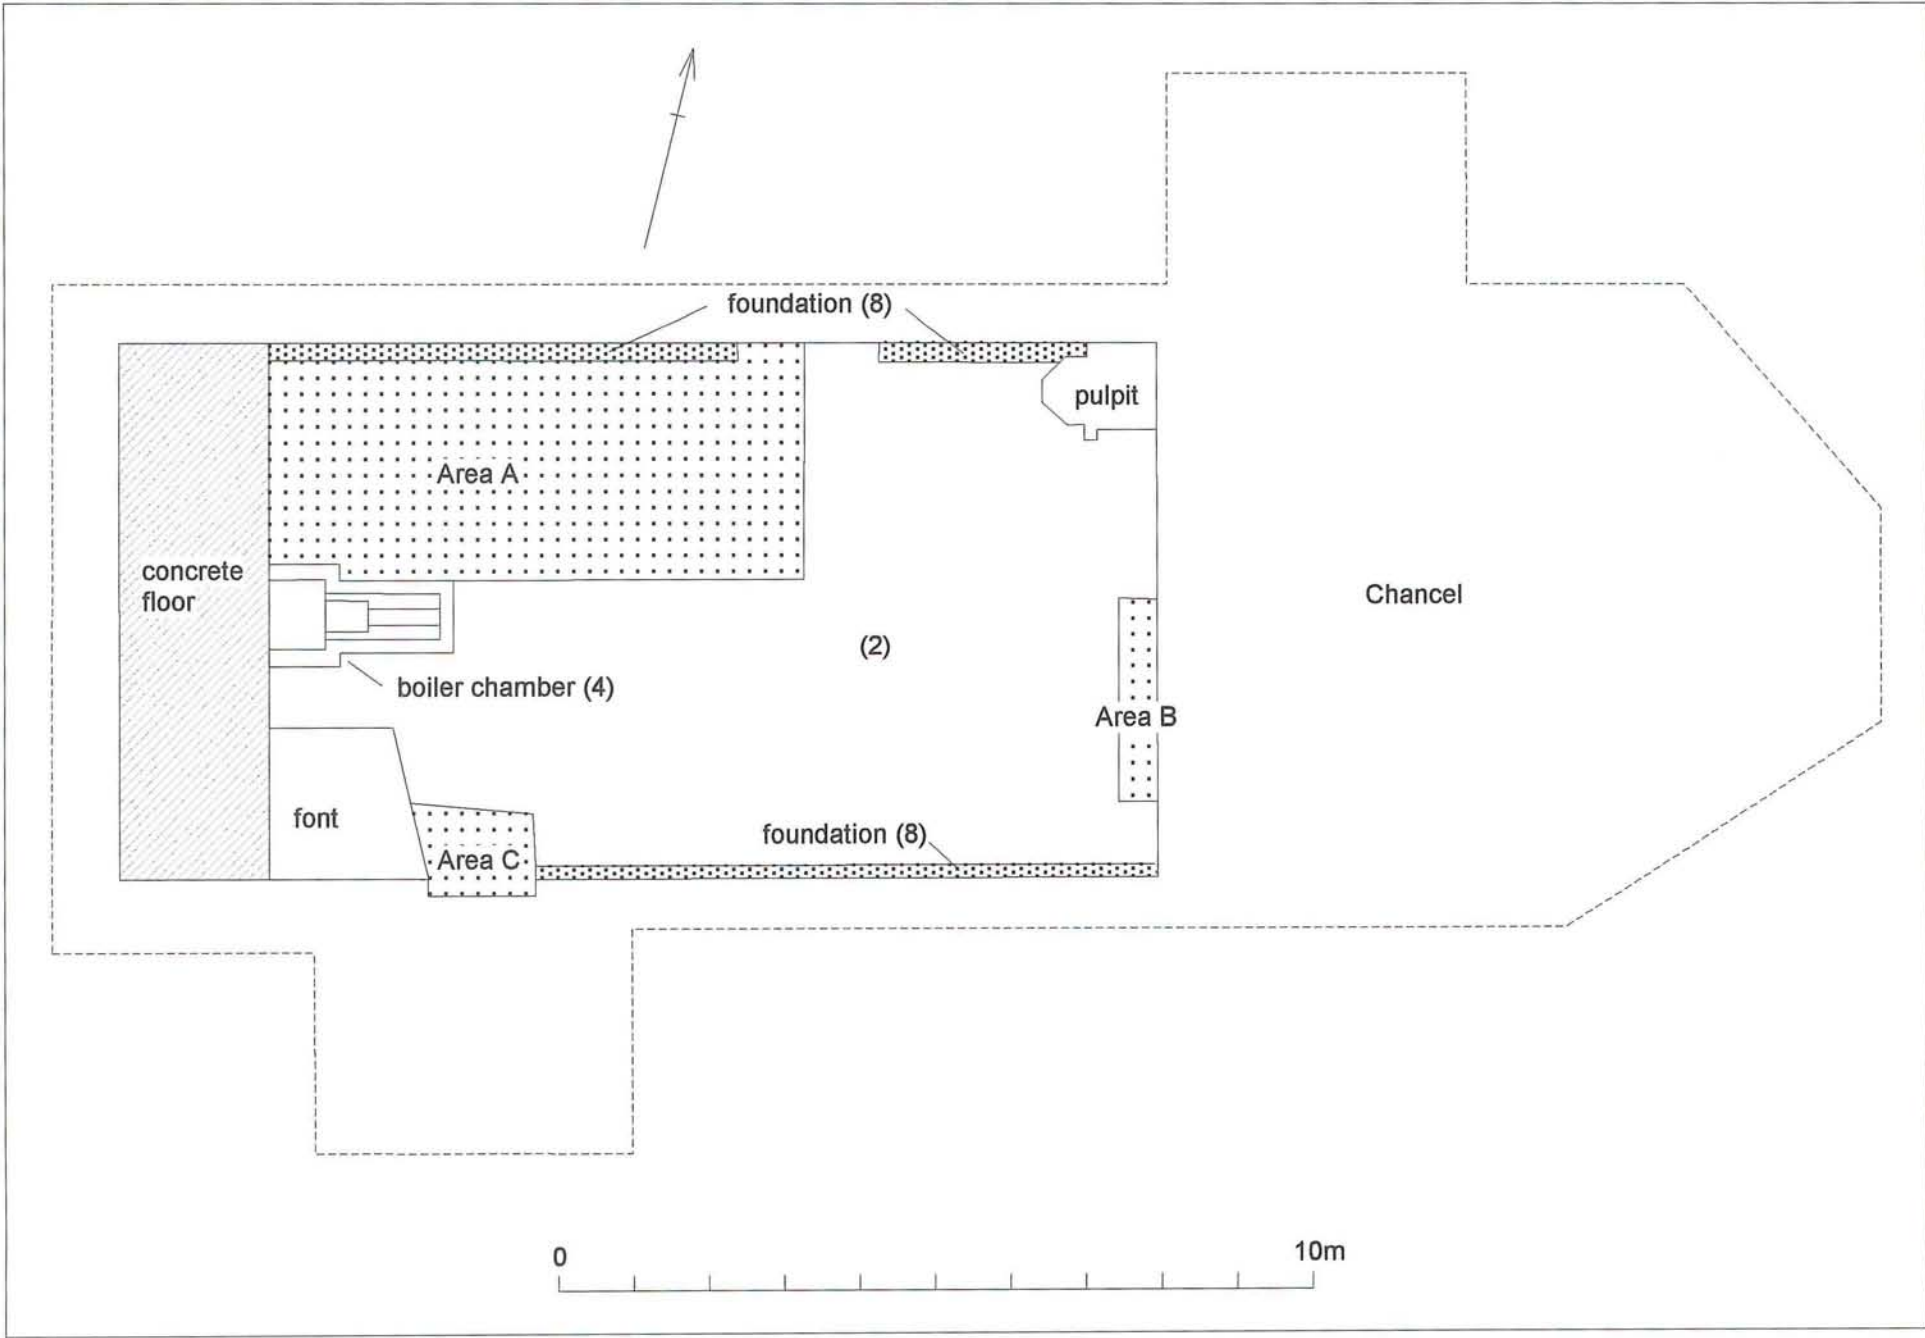 foundation (8)
pulpit
Area A
concrete
floor
Chancel
(2)
boiler chamber (4)
Area B
font
foundation (8)
Area C
0
10m